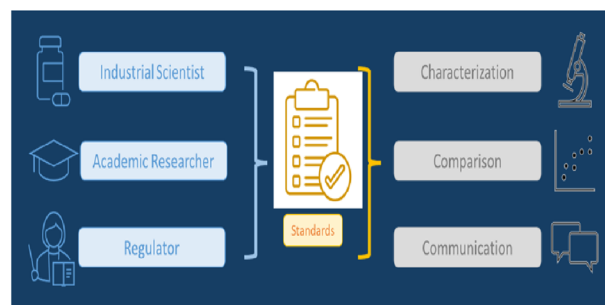 Industrial Scientist
Academic Researcher
Regulator
Standards
Characterization
Comparison
Communication